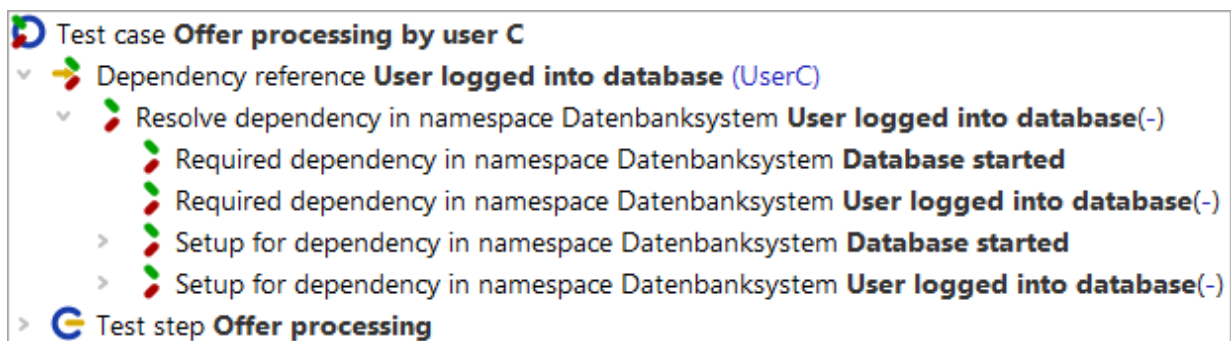 Test case Offer processing by user C
Dependency reference User logged into database (UserC)
Resolve dependency in namespace Datenbanksystem User logged into database(-)
Required dependency in namespace Datenbanksystem Database started
Required dependency in namespace Datenbanksystem User logged into database(-)
Setup for dependency in namespace Datenbanksystem Database started
Setup for dependency in namespace Datenbanksystem User logged into database(-)
Test step Offer processing